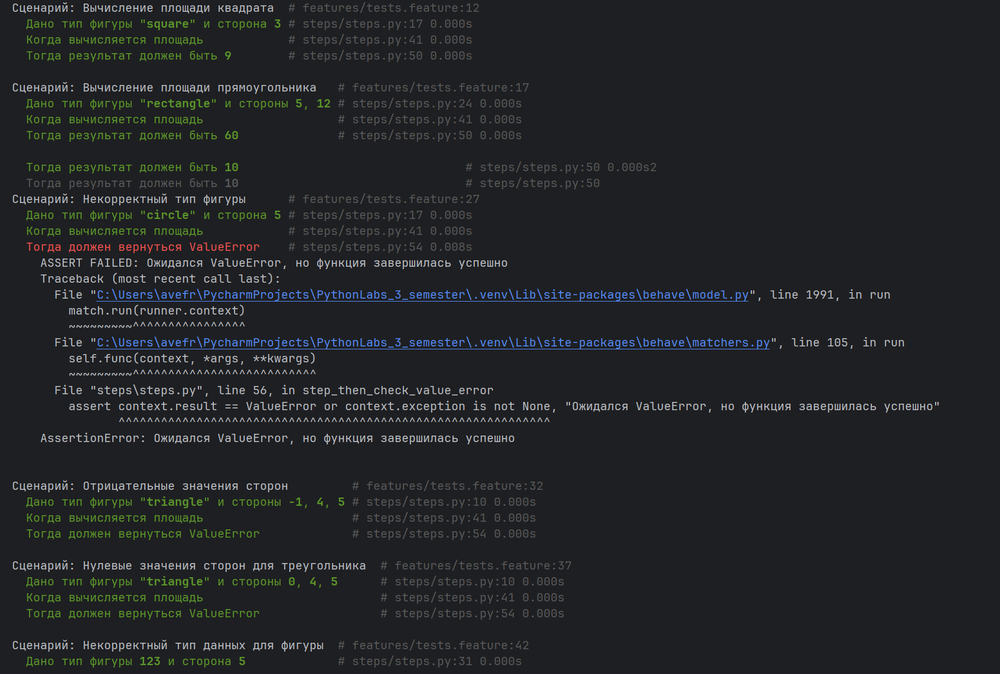 Сценарий: Вычисление площади квадрата  # features/tests.feature:12
Дано тип фигуры "square" и сторона 3 # steps/steps.py:17 0.000s
Когда вычисляется площадь # steps/steps.py:41 0.000s
Тогда результат должен быть 9 # steps/steps.py:50 0.000s
Сценарий: Вычисление площади прямоугольника # features/tests.feature:17
Дано тип фигуры "rectangle" и стороны 5, 12 # steps/steps.py:24 0.000s
Когда вычисляется площадь # steps/steps.py:41 0.000s
Тогда результат должен быть 60 # steps/steps.py:50 0.000s
Тогда результат должен быть 10 # steps/steps.py:50 0.000s2
Тогда результат должен быть 10 # steps/steps.py:50
Сценарий: Некорректный тип фигуры # features/tests.feature:27
Дано тип фигуры "circle" и сторона 5 # steps/steps.py:17 0.000s
Когда вычисляется площадь # steps/steps.py:41 0.000s
Тогда должен вернуться ValueError # steps/steps.py:54 0.008s
ASSERT FAILED: Ожидался ValueError, но функция завершилась успешно
Traceback (most recent call last):
File "C:\Users\avefr\PycharmProjects\PythonLabs_3_semester\.venv\Lib\site-packages\behave\model.py", line 1991, in run
match.run(runner.context)
~~~~~~~~~^^^^^^^^^^^^^^^^
File "C:\Users\avefr\PycharmProjects\PythonLabs_3_semester\.venv\Lib\site-packages\behave\matchers.py", line 105, in run
self.func(context, *args, **kwargs)
~~~~~~~~~^^^^^^^^^^^^^^^^^^^^^^^^^^
File "steps\steps.py", line 56, in step_then_check_value_error
assert context.result == ValueError or context.exception is not None, "Ожидался ValueError, но функция завершилась успешно"
^^^^^^^^^^^^^^^^^^^^^^^^^^^^^^^^^^^^^^^^^^^^^^^^^^^^^^^^^^^^^
AssertionError: Ожидался ValueError, но функция завершилась успешно
Сценарий: Отрицательные значения сторон # features/tests.feature:32
Дано тип фигуры "triangle" и стороны -1, 4, 5 # steps/steps.py:10 0.000s
Когда вычисляется площадь # steps/steps.py:41 0.000s
Тогда должен вернуться ValueError # steps/steps.py:54 0.000s
Сценарий: Нулевые значения сторон для треугольника # features/tests.feature:37
Дано тип фигуры "triangle" и стороны 0, 4, 5 # steps/steps.py:10 0.000s
Когда вычисляется площадь # steps/steps.py:41 0.000s
Тогда должен вернуться ValueError # steps/steps.py:54 0.000s
Сценарий: Некорректный тип данных для фигуры # features/tests.feature:42
Дано тип фигуры 123 и сторона 5 # steps/steps.py:31 0.000s